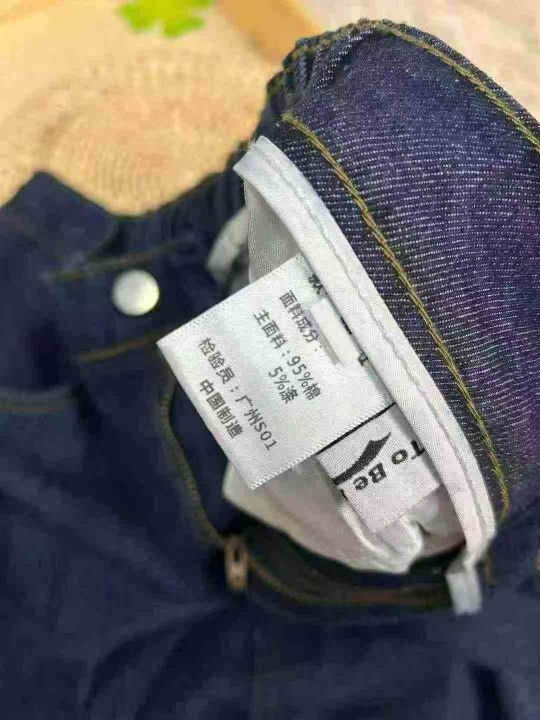 面料成分：
主面料：95%棉
5%涤
检验员：广州S01
中国制造
To Be